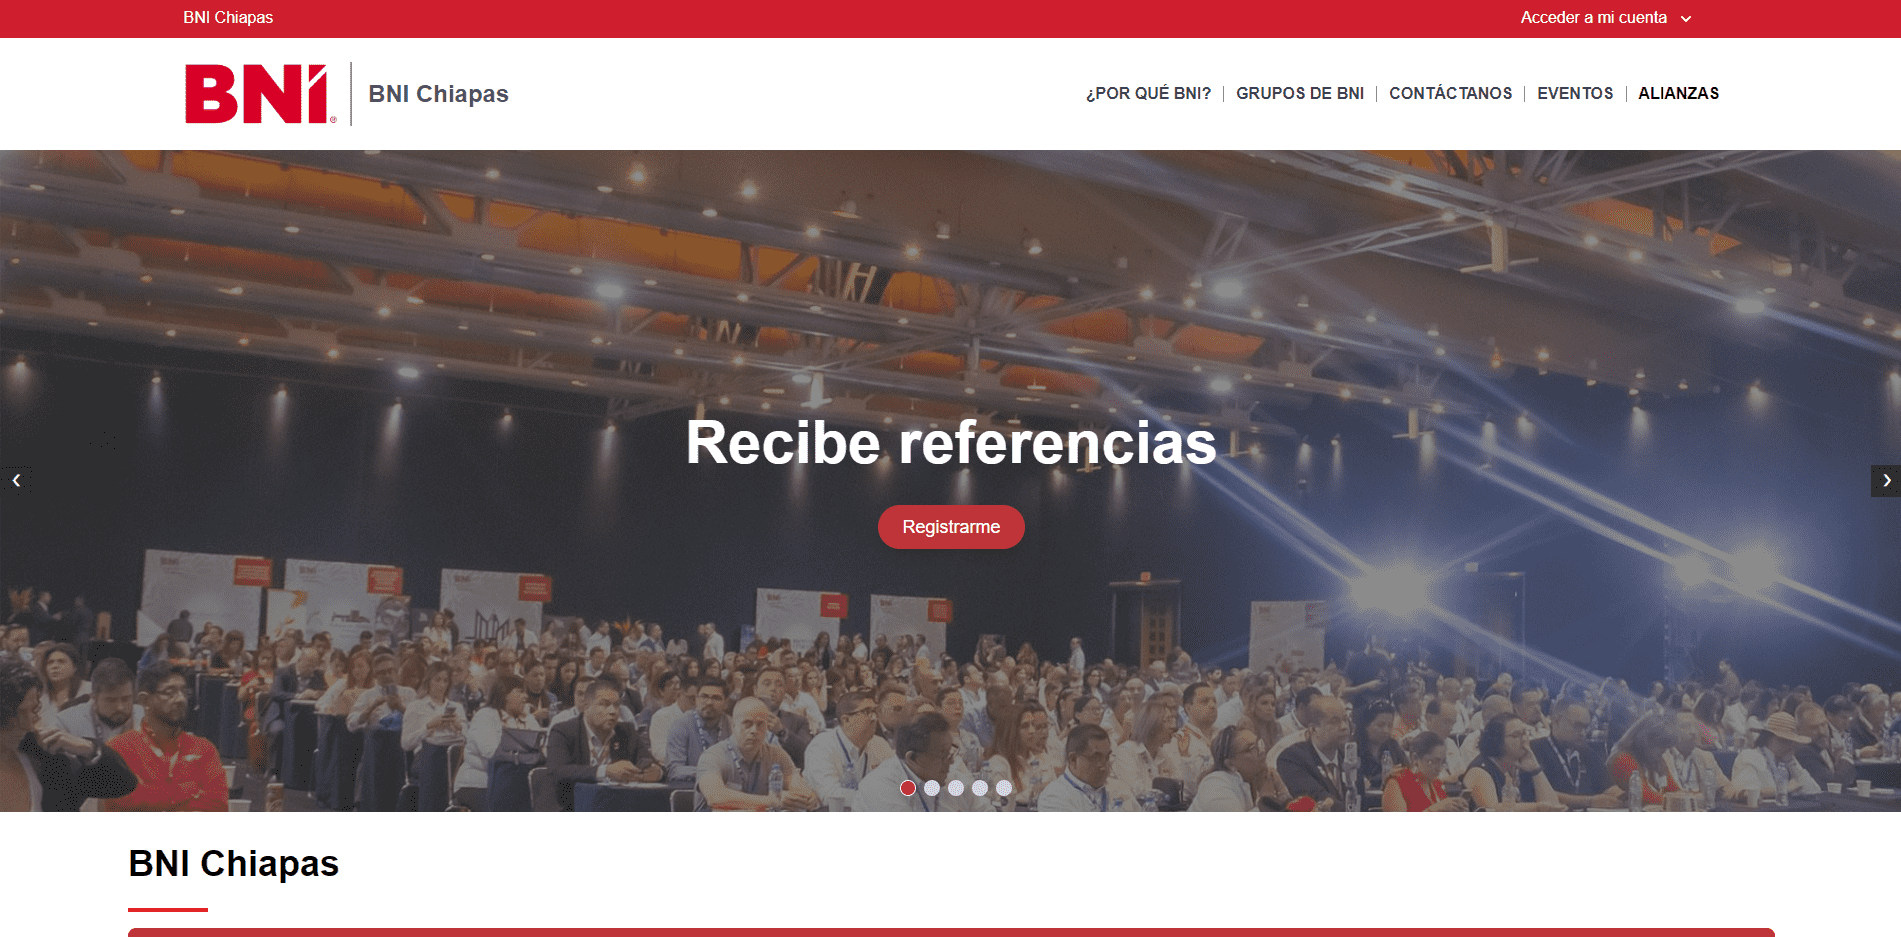 BNI Chiapas
Acceder a mi cuenta
BNI®
BNI Chiapas
¿POR QUÉ BNI?
GRUPOS DE BNI
CONTÁCTANOS
EVENTOS
ALIANZAS
Recibe referencias
Registrarme
BNI Chiapas